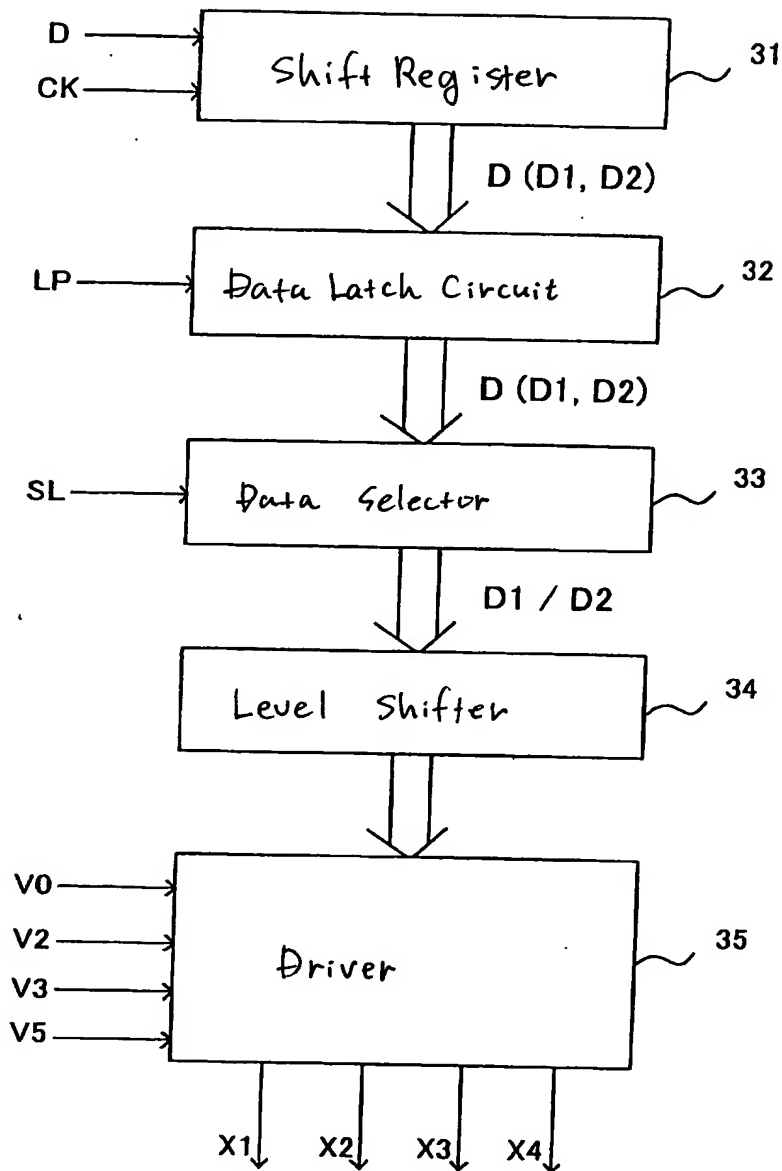 D
CK
Shift Register
31
D (D1, D2)
LP
Data Latch Circuit
32
D (D1, D2)
SL
Data Selector
33
D1 / D2
Level Shifter
34
V0
V2
V3
V5
Driver
35
X1 X2 X3 X4